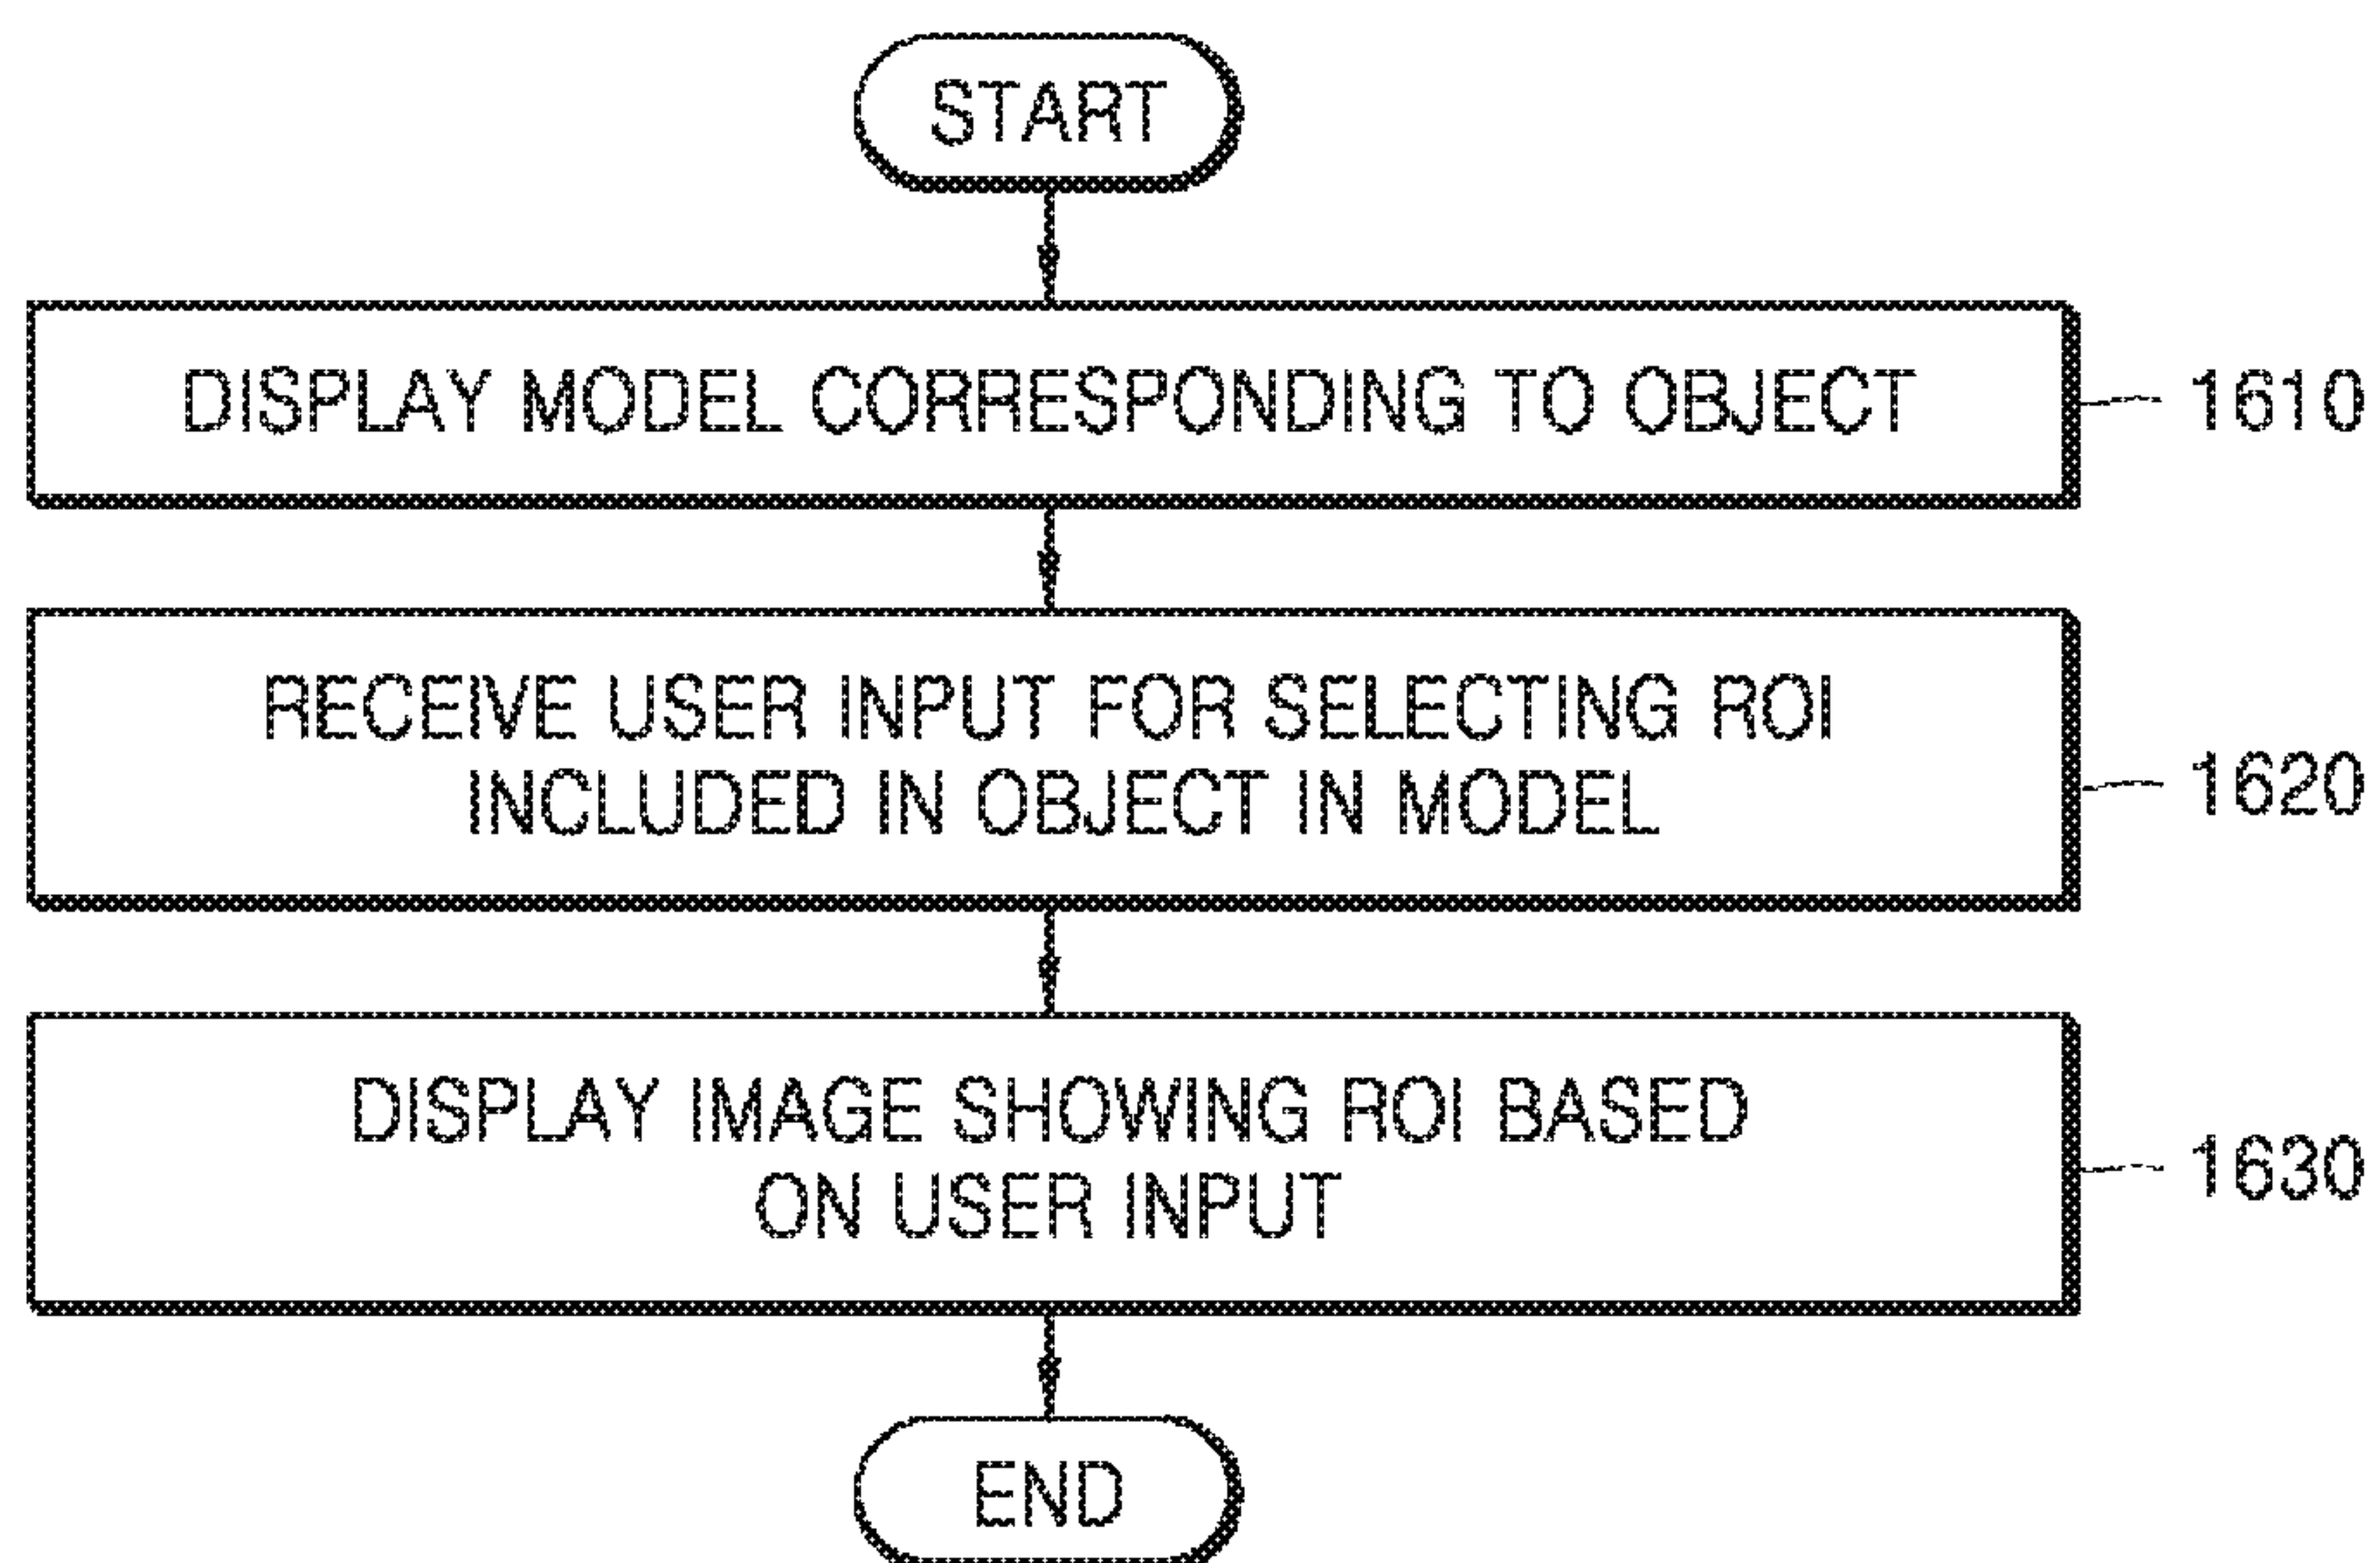 START
DISPLAY MODEL CORRESPONDING TO OBJECT
1610
RECEIVE USER INPUT FOR SELECTING ROI
INCLUDED IN OBJECT IN MODEL
1620
DISPLAY IMAGE SHOWING ROI BASED
ON USER INPUT
1630
END